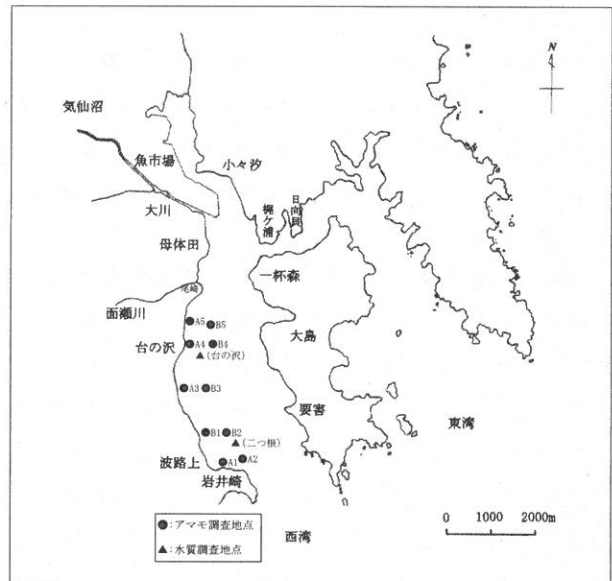 N
気仙沼
魚市場
小々汐
大川
梶ケ浦
日向貝
母体田
一杯森
尾崎
面瀬川
A5
B5
大島
台の沢
A4
B4
(台の沢)
A3
B3
要害
東湾
B1
B2
(二つ根)
波路上
A1
A2
岩井崎
0 1000 2000m
●:アマモ調査地点
▲:水質調査地点
西湾